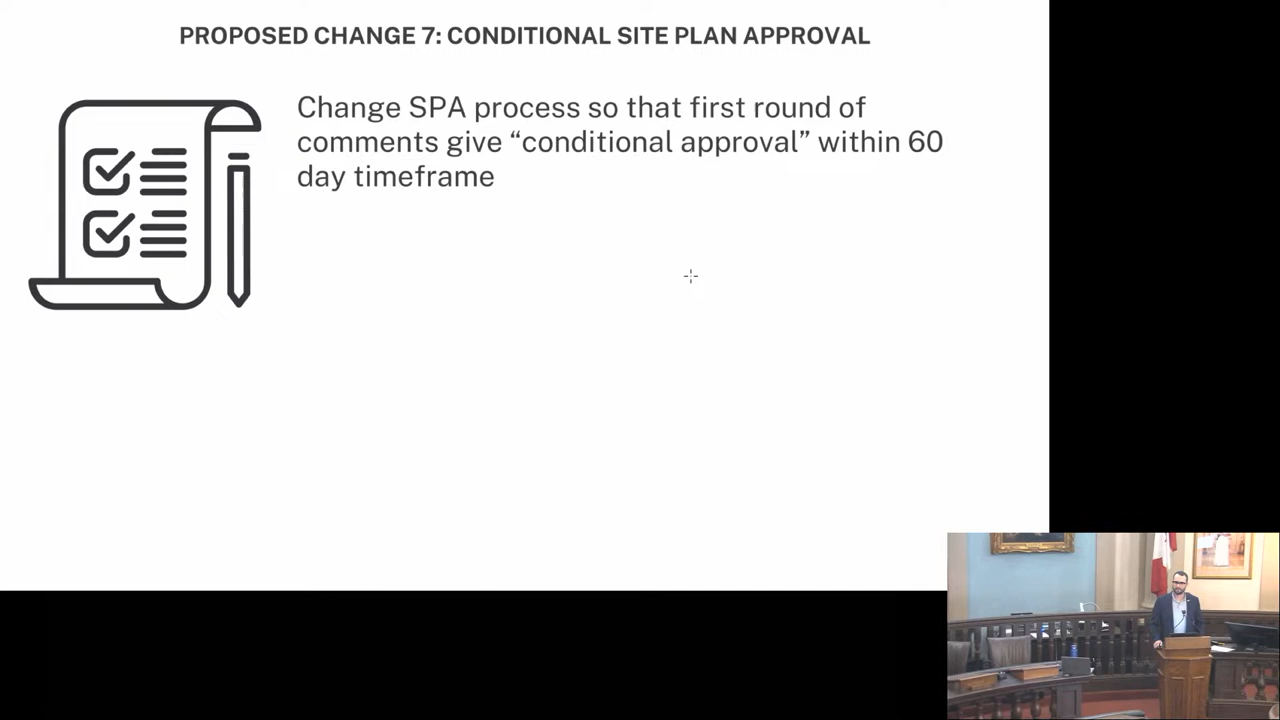 PROPOSED CHANGE 7: CONDITIONAL SITE PLAN APPROVAL
Change SPA process so that first round of
comments give “conditional approval” within 60
day timeframe